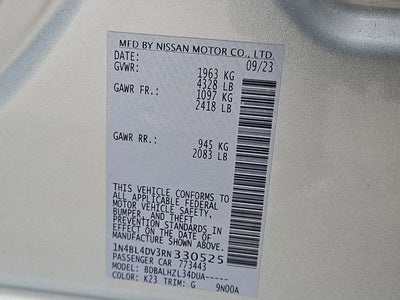 MFD BY NISSAN MOTOR CO., LTD.
DATE: 09/23
GVWR: 1963 KG
4328 LB
GAWR FR.: 1097 KG
2418 LB
GAWR RR.: 945 KG
2083 LB
THIS VEHICLE CONFORMS TO
ALL APPLICABLE FEDERAL
MOTOR VEHICLE SAFETY,
BUMPER, AND THEFT
PREVENTION STANDARDS IN
EFFECT ON THE DATE OF
MANUFACTURE SHOWN ABOVE.
1N4BL4DV3RN330525
PASSENGER CAR 773443
MODEL: BDBALHZL34DUA-----
COLOR: K23 TRIM: G 9N00A